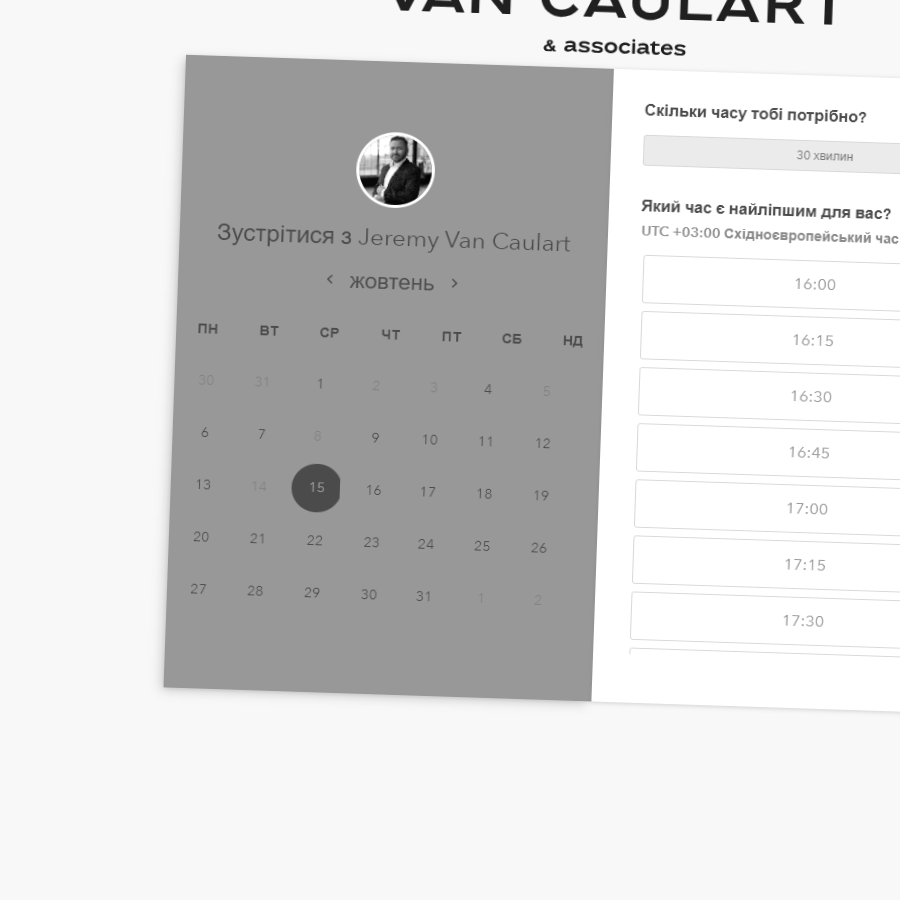 VAN CAULART
& associates
Зустрітися з Jeremy Van Caulart
‹ жовтень ›
ПН ВТ СР ЧТ ПТ СБ НД
30 31 1 2 3 4 5
6 7 8 9 10 11 12
13 14 15 16 17 18 19
20 21 22 23 24 25 26
27 28 29 30 31 1 2
Скільки часу тобі потрібно?
30 хвилин
Який час є найліпшим для вас?
UTC +03:00 Східноєвропейський час
16:00
16:15
16:30
16:45
17:00
17:15
17:30